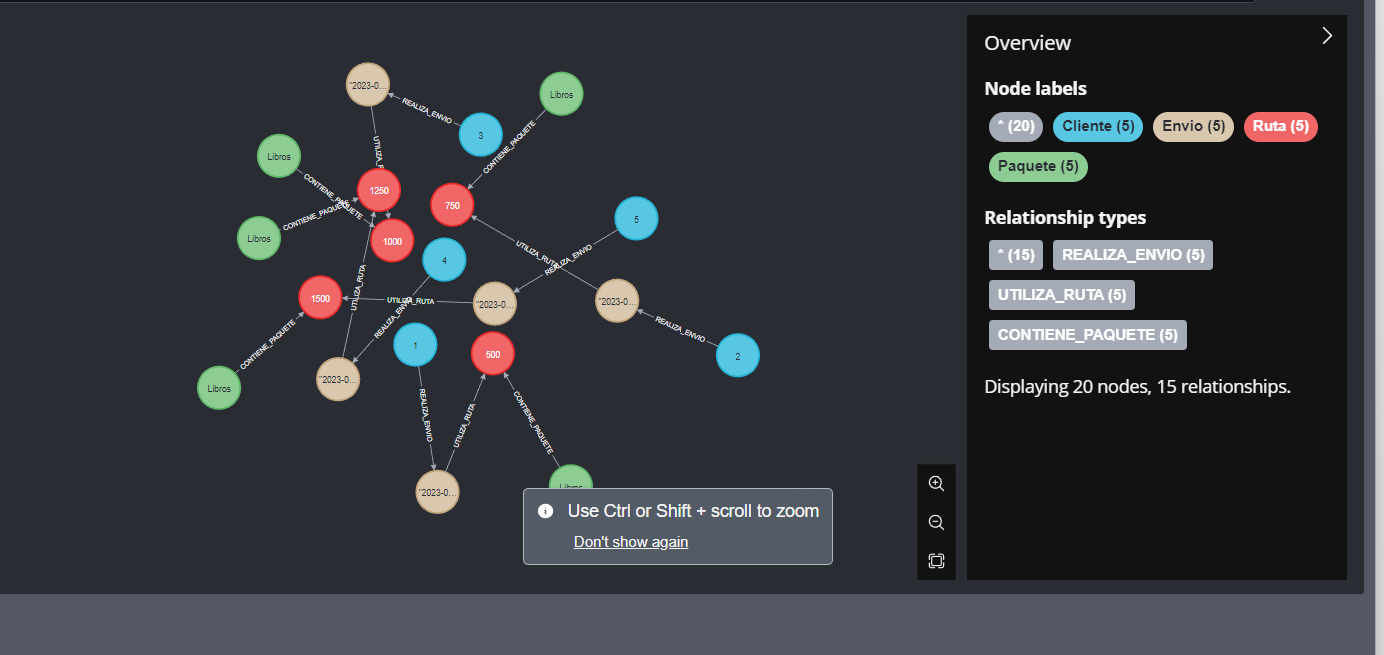 "2023-0...
REALIZA_ENVIO
3
Libros
CONTIENE_PAQUETE
UTILIZA_R
Libros
CONTIENE_PAQUETE
1250
750
Libros
CONTIENE_PAQUETE
1000
5
UTILIZA_RUTA
REALIZA_ENVIO
4
UTILIZA_RUTA
1500
UTILIZA_RUTA
"2023-0...
"2023-0...
REALIZA_ENVIO
REALIZA_ENVIO
CONTIENE_PAQUETE
1
500
2
"2023-0...
Libros
REALIZA_ENVIO
UTILIZA_RUTA
CONTIENE_PAQUETE
"2023-0...
Libros
Use Ctrl or Shift + scroll to zoom
Don't show again
Overview
Node labels
* (20) Cliente (5) Envio (5) Ruta (5)
Paquete (5)
Relationship types
* (15) REALIZA_ENVIO (5)
UTILIZA_RUTA (5)
CONTIENE_PAQUETE (5)
Displaying 20 nodes, 15 relationships.